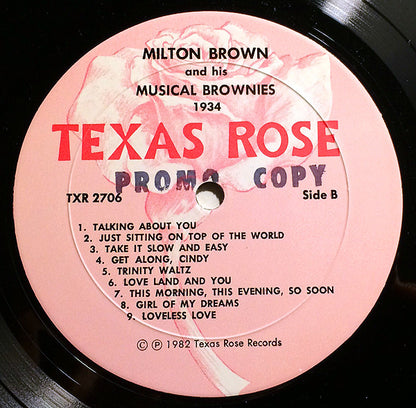 MILTON BROWN
and his
MUSICAL BROWNIES
1934
TEXAS ROSE
PROMO COPY
TXR 2706 Side B
1. TALKING ABOUT YOU
2. JUST SITTING ON TOP OF THE WORLD
3. TAKE IT SLOW AND EASY
4. GET ALONG, CINDY
5. TRINITY WALTZ
6. LOVE LAND AND YOU
7. THIS MORNING, THIS EVENING, SO SOON
8. GIRL OF MY DREAMS
9. LOVELESS LOVE
© ℗ 1982 Texas Rose Records